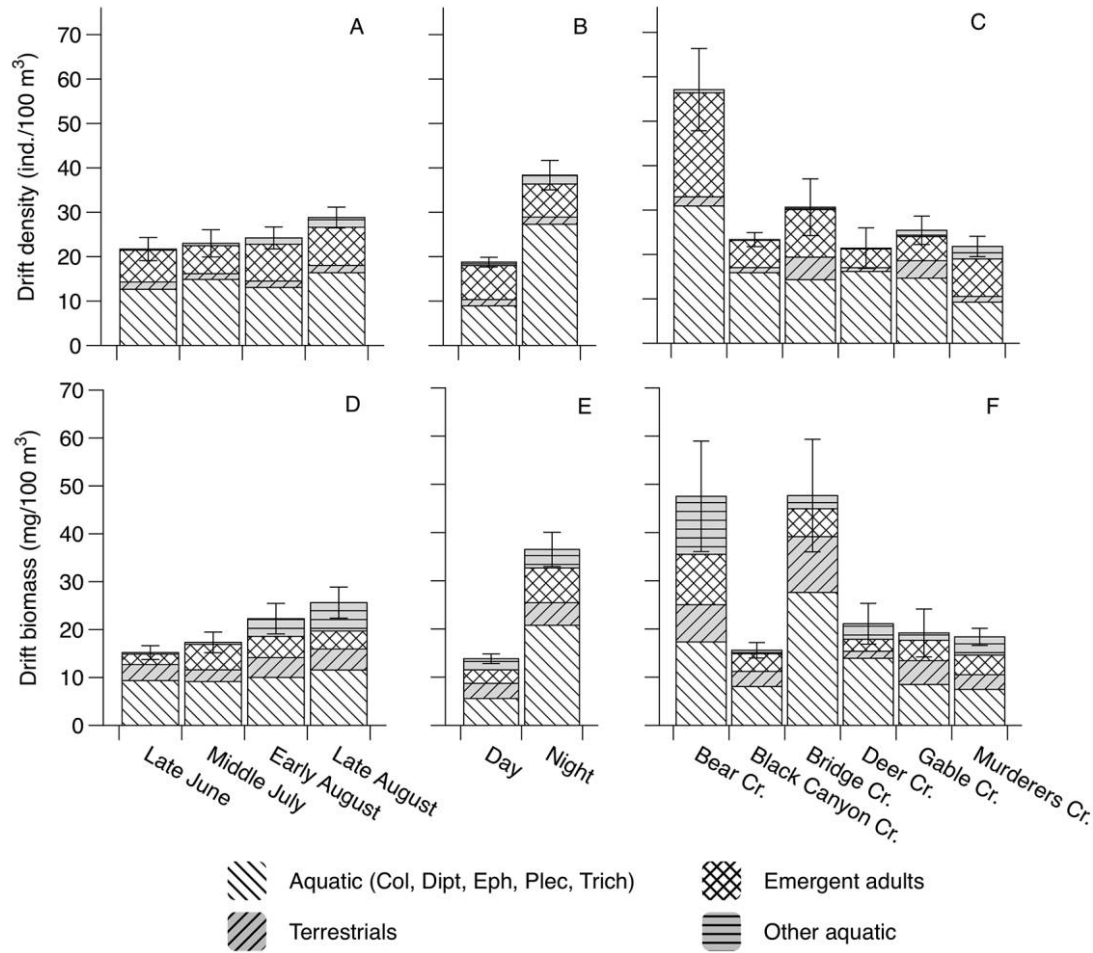 A
B
C
Drift density (ind./100 m³)
70
60
50
40
30
20
10
0
D
E
F
Drift biomass (mg/100 m³)
70
60
50
40
30
20
10
0
Late June
Middle July
Early August
Late August
Day
Night
Bear Cr.
Black Canyon Cr.
Bridge Cr.
Deer Cr.
Gable Cr.
Murderers Cr.
Aquatic (Col, Dipt, Eph, Plec, Trich)
Emergent adults
Terrestrials
Other aquatic